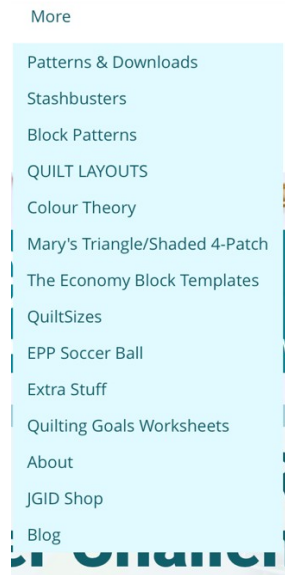 More
Patterns & Downloads
Stashbusters
Block Patterns
QUILT LAYOUTS
Colour Theory
Mary's Triangle/Shaded 4-Patch
The Economy Block Templates
QuiltSizes
EPP Soccer Ball
Extra Stuff
Quilting Goals Worksheets
About
JGID Shop
Blog